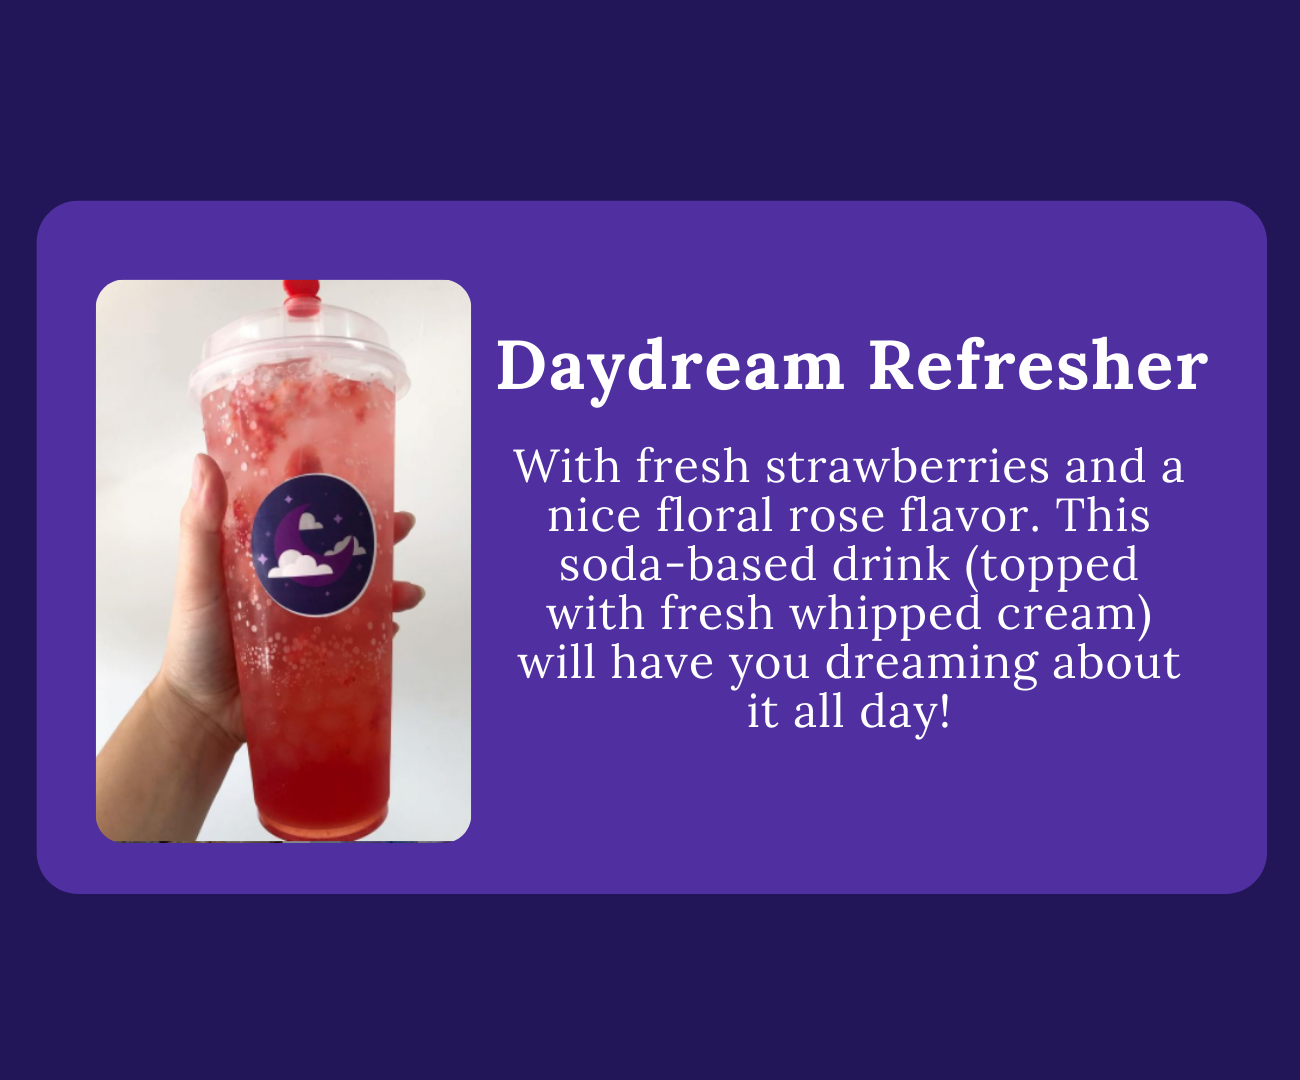 Daydream Refresher
With fresh strawberries and a
nice floral rose flavor. This
soda-based drink (topped
with fresh whipped cream)
will have you dreaming about
it all day!